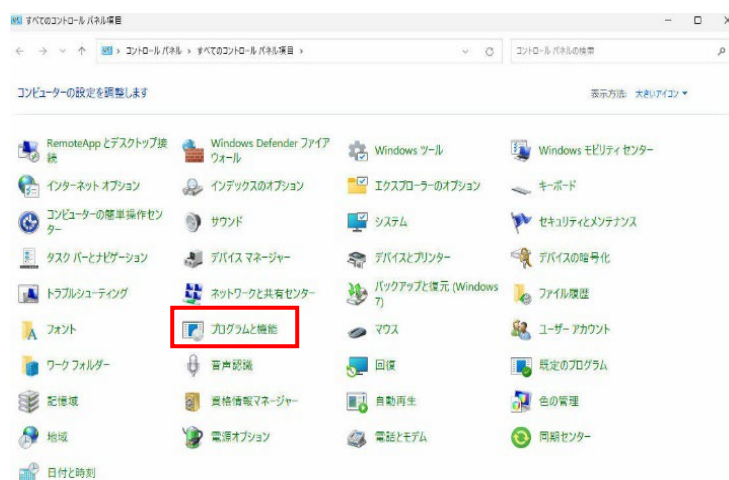 すべてのコントロール パネル項目
コントロール パネル › すべてのコントロール パネル項目 ›
コントロール パネルの検索
コンピューターの設定を調整します
表示方法: 大きいアイコン
RemoteApp とデスクトップ接
続
Windows Defender ファイア
ウォール
Windows ツール
Windows モビリティ センター
インターネット オプション
インデックスのオプション
エクスプローラーのオプション
キーボード
コンピューターの簡単操作セン
ター
サウンド
システム
セキュリティとメンテナンス
タスク バーとナビゲーション
デバイス マネージャー
デバイスとプリンター
デバイスの暗号化
トラブルシューティング
ネットワークと共有センター
バックアップと復元 (Windows
7)
ファイル履歴
フォント
プログラムと機能
マウス
ユーザー アカウント
ワーク フォルダー
音声認識
回復
既定のプログラム
記憶域
資格情報マネージャー
自動再生
色の管理
地域
電源オプション
電話とモデム
同期センター
日付と時刻